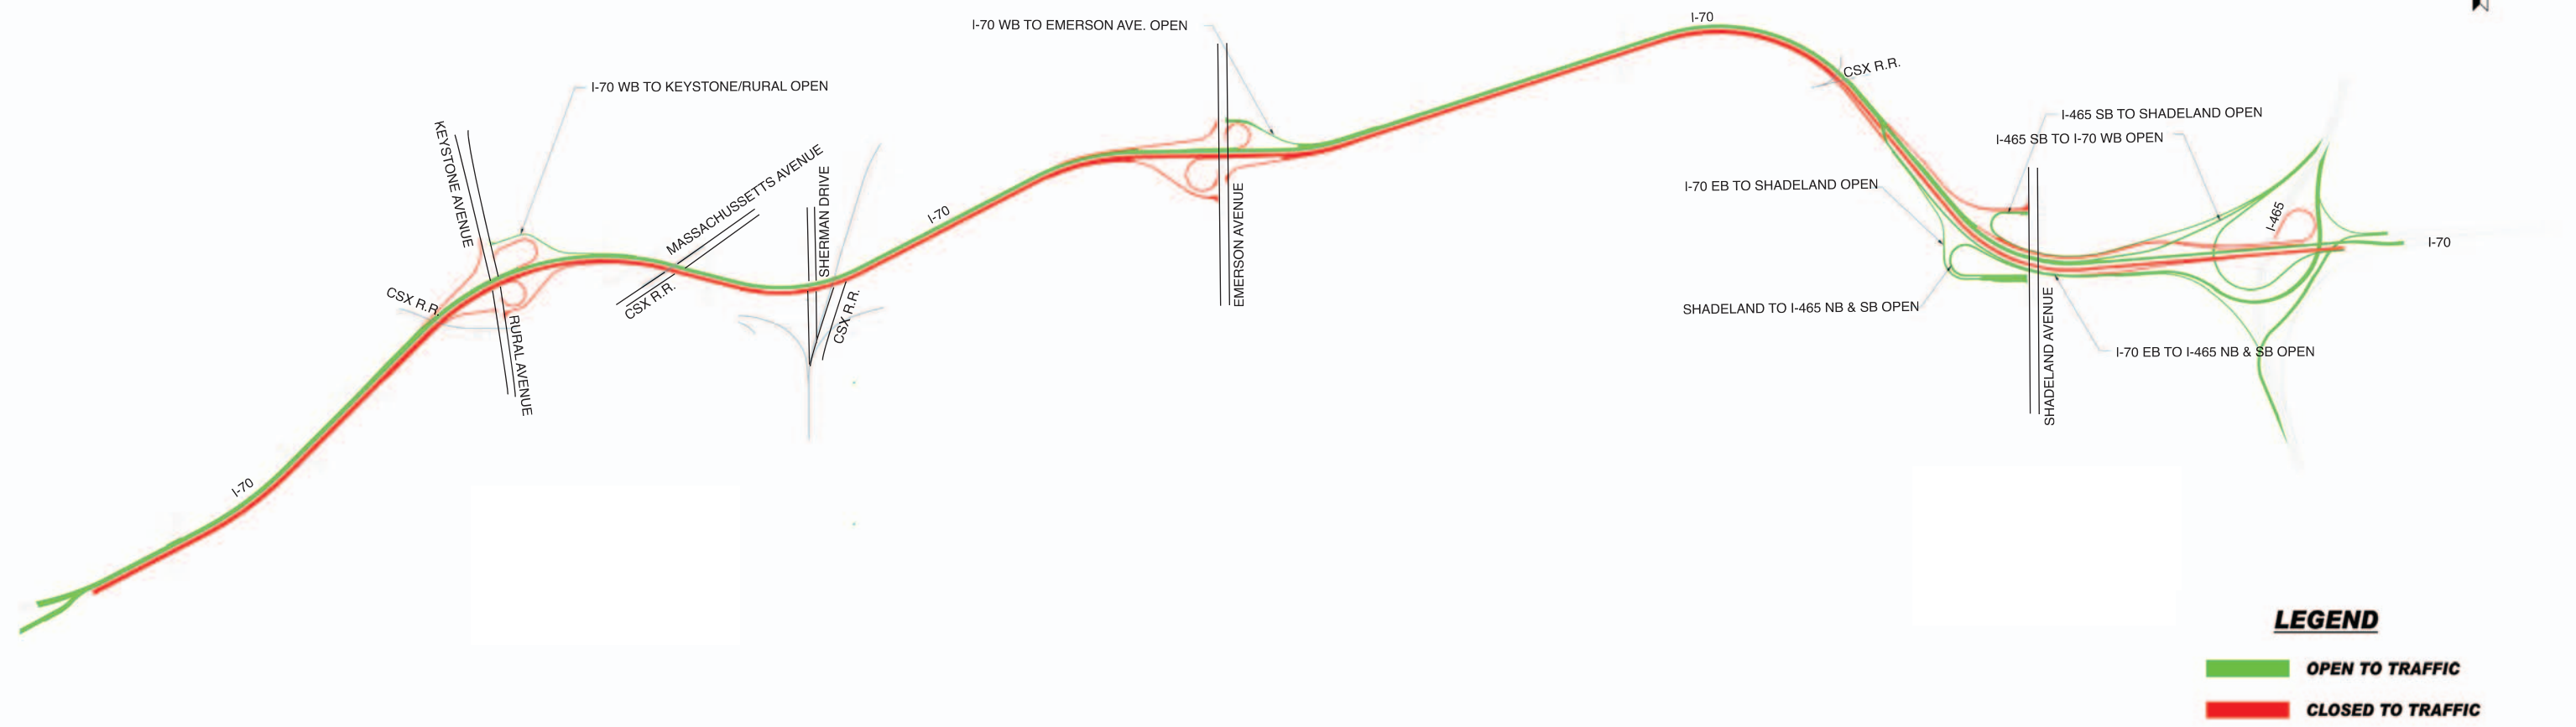 I-70
I-70 WB TO EMERSON AVE. OPEN
CSX R.R.
I-70 WB TO KEYSTONE/RURAL OPEN
I-465 SB TO SHADELAND OPEN
KEYSTONE AVENUE
I-465 SB TO I-70 WB OPEN
MASSACHUSSETTS AVENUE
SHERMAN DRIVE
I-70 EB TO SHADELAND OPEN
I-70
EMERSON AVENUE
I-465
I-70
CSX R.R.
CSX R.R.
CSX R.R.
SHADELAND TO I-465 NB & SB OPEN
RURAL AVENUE
SHADELAND AVENUE
I-70 EB TO I-465 NB & SB OPEN
I-70
LEGEND
OPEN TO TRAFFIC
CLOSED TO TRAFFIC